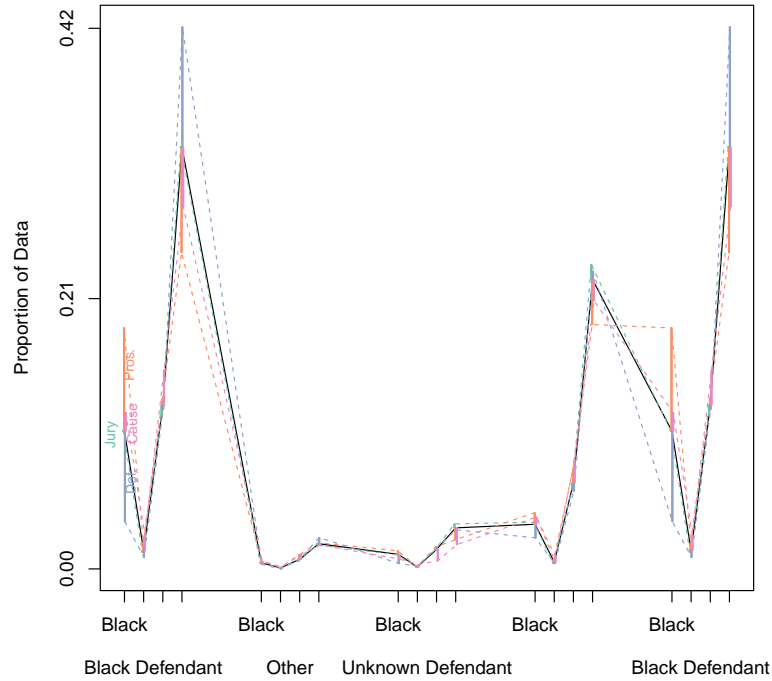 0.42
0.21
0.00
Proportion of Data
Jury
Def.
Pros.
Cause
Black Black Black Black Black
Black Defendant Other Unknown Defendant Black Defendant